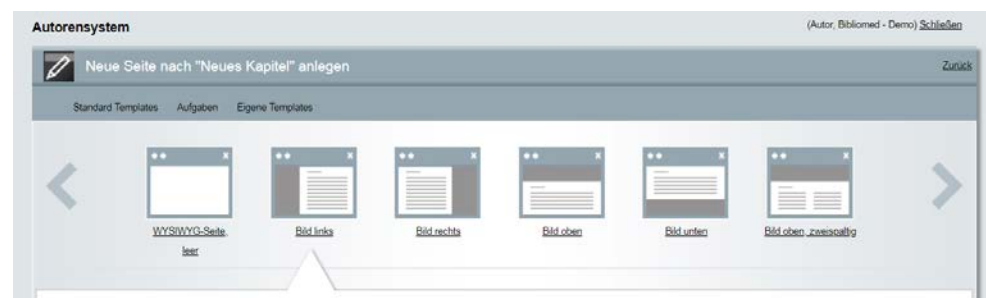 Autorensystem
(Autor, Bibliomed - Demo) Schließen
Neue Seite nach "Neues Kapitel" anlegen
Zurück
Standard Templates Aufgaben Eigene Templates
WYSIWYG-Seite, leer
Bild links
Bild rechts
Bild oben
Bild unten
Bild oben, zweispaltig